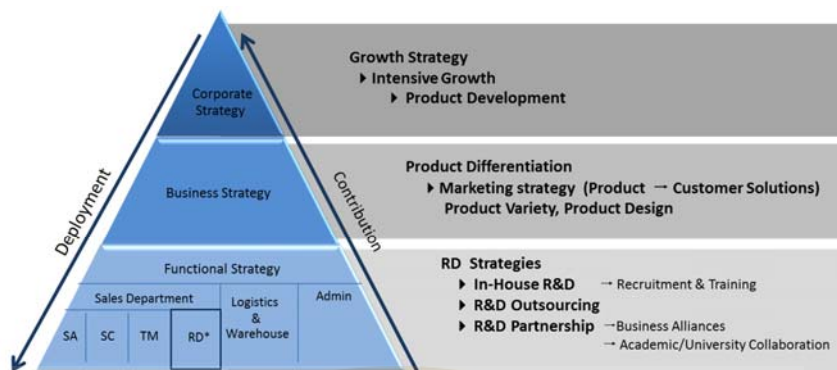 Corporate
Strategy
Business Strategy
Functional Strategy
Sales Department
Logistics
&
Warehouse
Admin
SA
SC
TM
RD*
Deployment
Contribution
Growth Strategy
Intensive Growth
Product Development
Product Differentiation
Marketing strategy (Product → Customer Solutions)
Product Variety, Product Design
RD Strategies
In-House R&D → Recruitment & Training
R&D Outsourcing
R&D Partnership →Business Alliances
→ Academic/University Collaboration